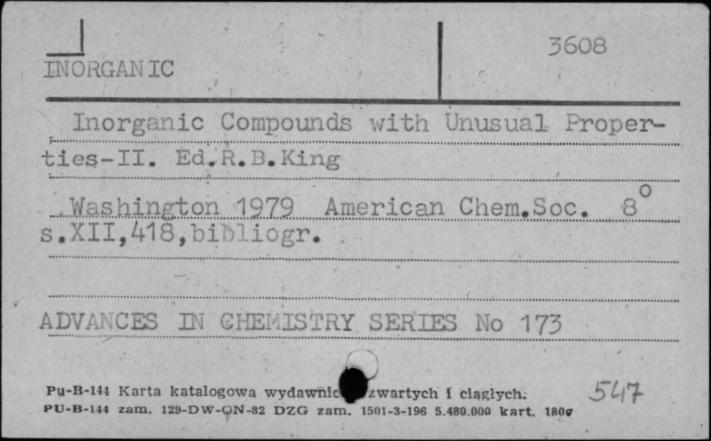 3608
INORGANIC
Inorganic Compounds with Unusual Proper-
ties-II. Ed.R.B.King
Washington 1979 American Chem.Soc. 8°
s.XII,418,bibliogr.
ADVANCES IN CHEMISTRY SERIES No 173
Pu-B-144 Karta katalogowa zwartych i ciągłych.
547
PU-B-144 zam. 129-DW-ON-82 DZG zam. 1501-3-196 5.480.000 kart. 180g